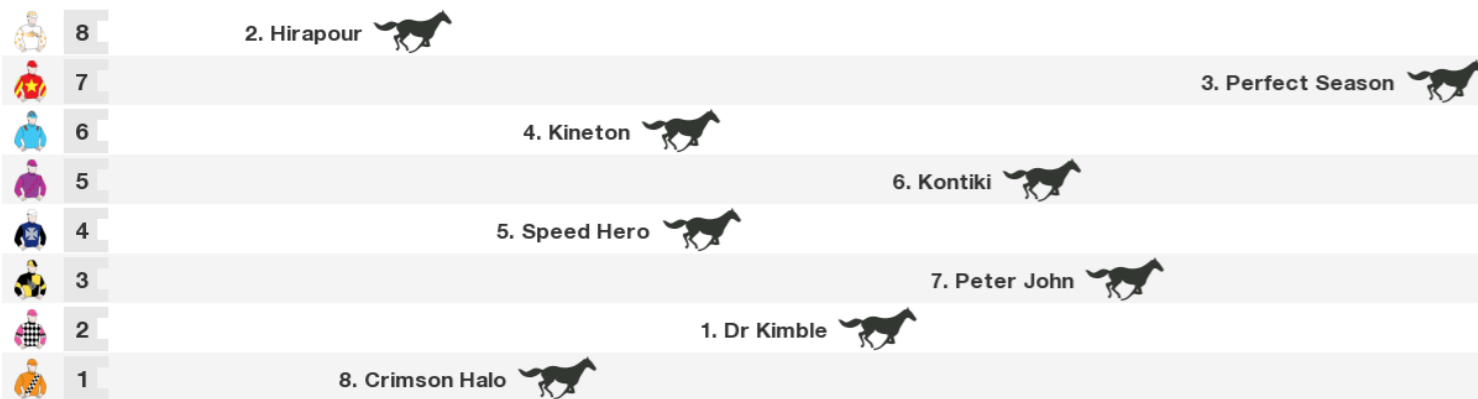 8 2. Hirapour
7 3. Perfect Season
6 4. Kineton
5 6. Kontiki
4 5. Speed Hero
3 7. Peter John
2 1. Dr Kimble
1 8. Crimson Halo